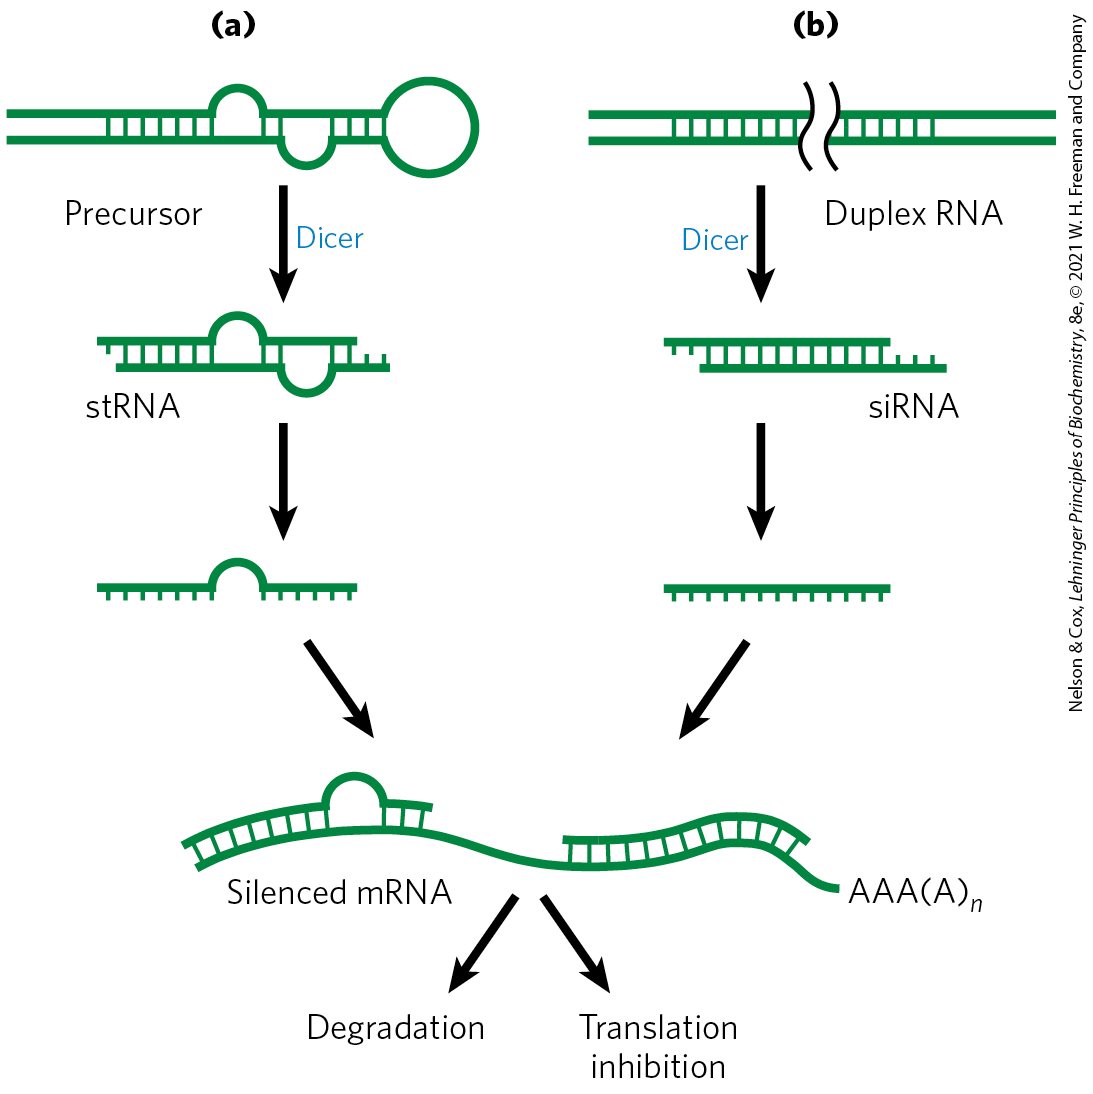 (a)
(b)
Precursor
Duplex RNA
Dicer
Dicer
stRNA
siRNA
Silenced mRNA
AAA(A)n
Degradation
Translation
inhibition
Nelson & Cox, Lehninger Principles of Biochemistry, 8e, © 2021 W. H. Freeman and Company